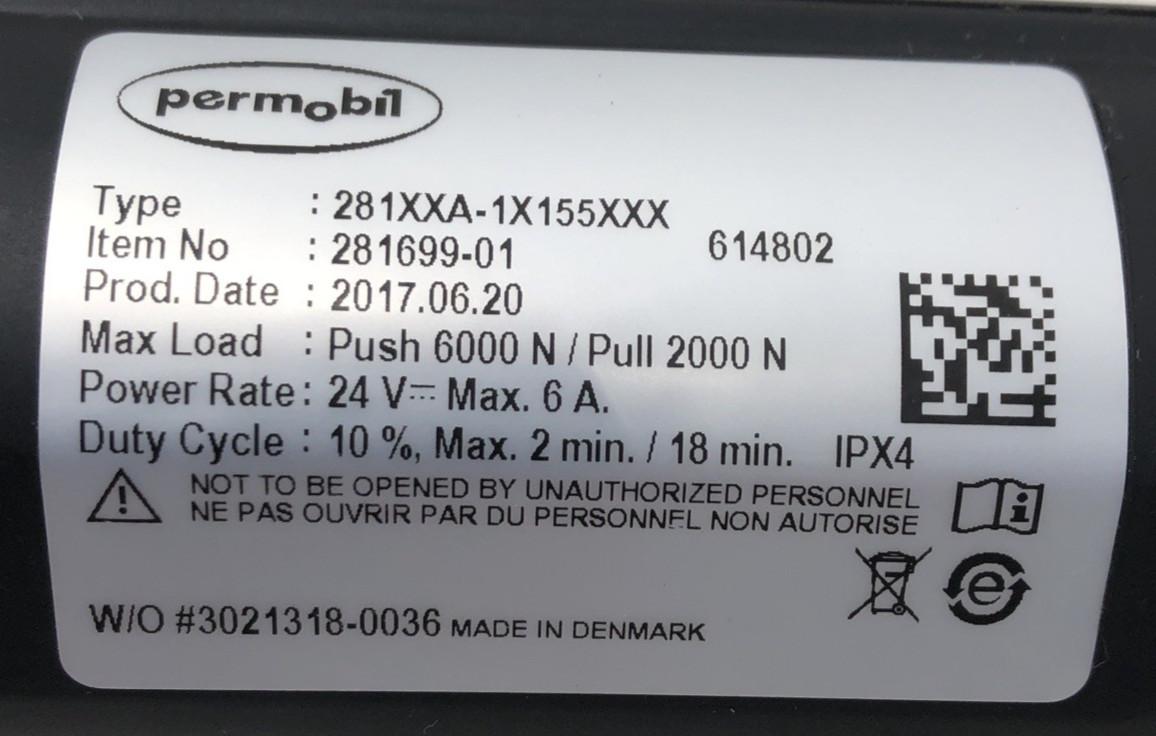 permobil
Type : 281XXA-1X155XXX
Item No : 281699-01 614802
Prod. Date : 2017.06.20
Max Load : Push 6000 N / Pull 2000 N
Power Rate : 24 V⎓ Max. 6 A.
Duty Cycle : 10 %, Max. 2 min. / 18 min. IPX4
NOT TO BE OPENED BY UNAUTHORIZED PERSONNEL
NE PAS OUVRIR PAR DU PERSONNEL NON AUTORISE
W/O #3021318-0036 MADE IN DENMARK